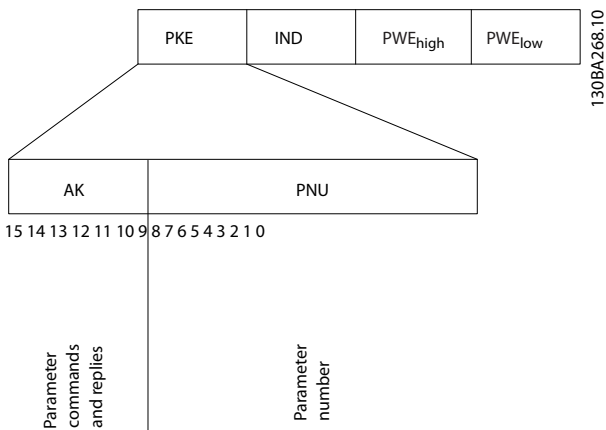 PKE IND PWEhigh PWElow
130BA268.10
AK PNU
15 14 13 12 11 10 9 8 7 6 5 4 3 2 1 0
Parameter
commands
and replies
Parameter
number